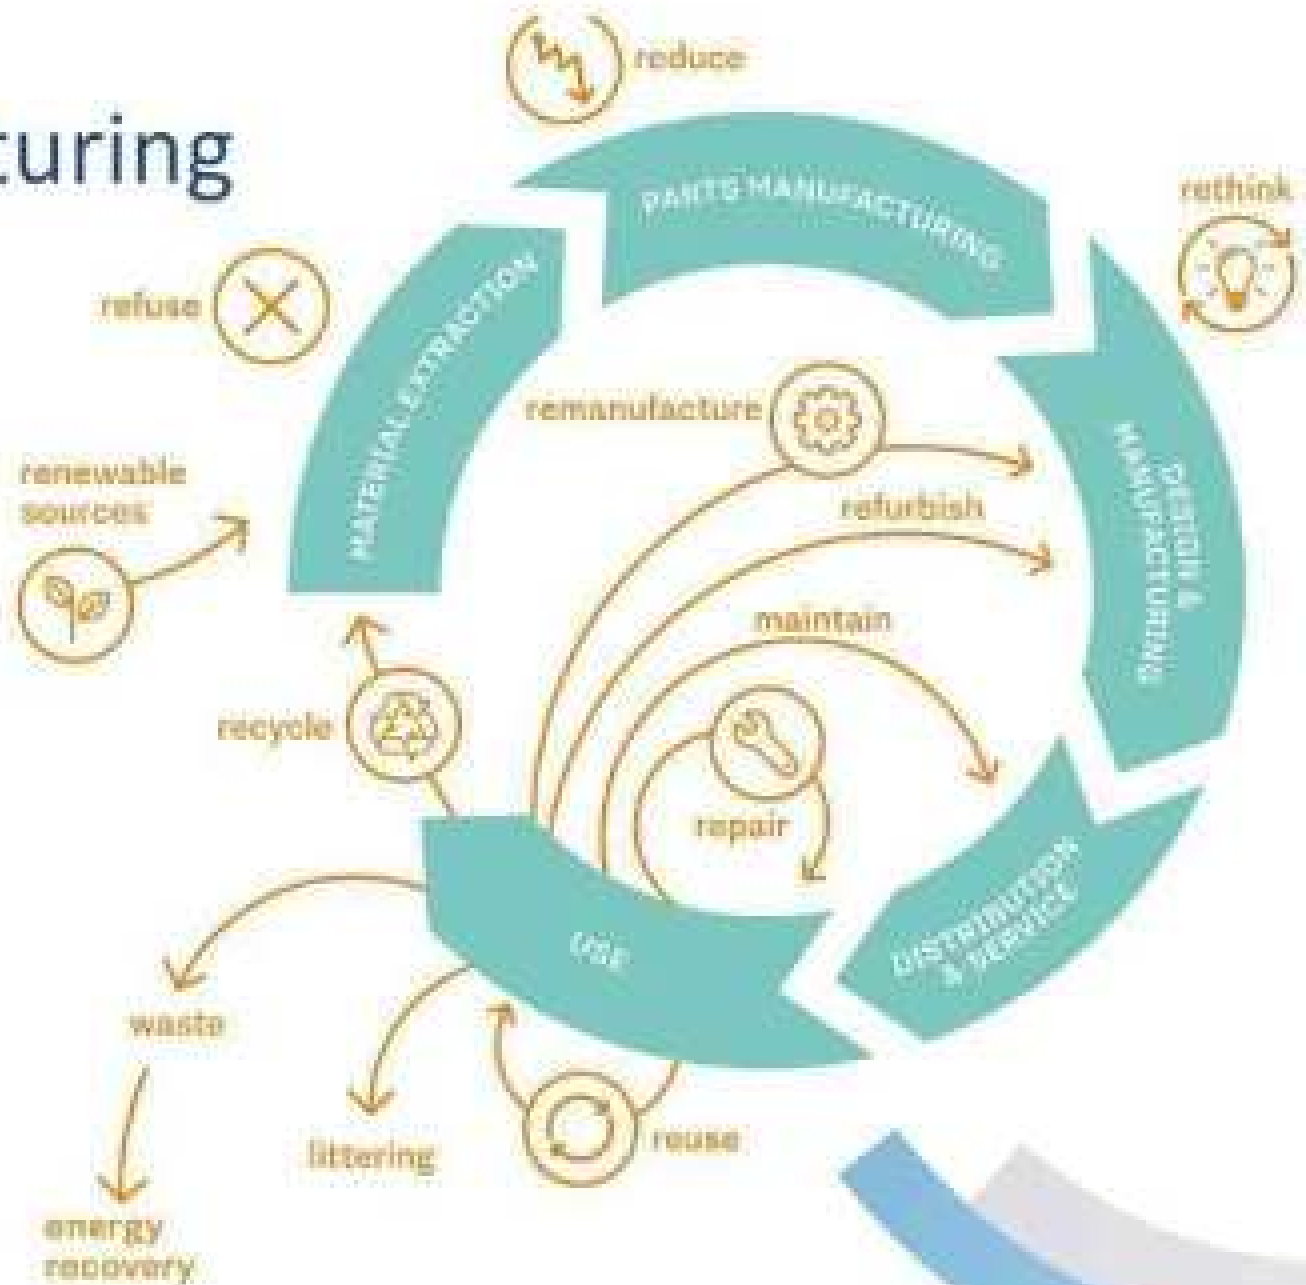 reduce
turing
PARTS MANUFACTURING
rethink
refuse
MATERIAL EXTRACTION
remanufacture
renewable
sources
refurbish
DESIGN &
MANUFACTURING
maintain
recycle
repair
DISTRIBUTION
& SERVICE
USE
waste
littering
reuse
energy
recovery